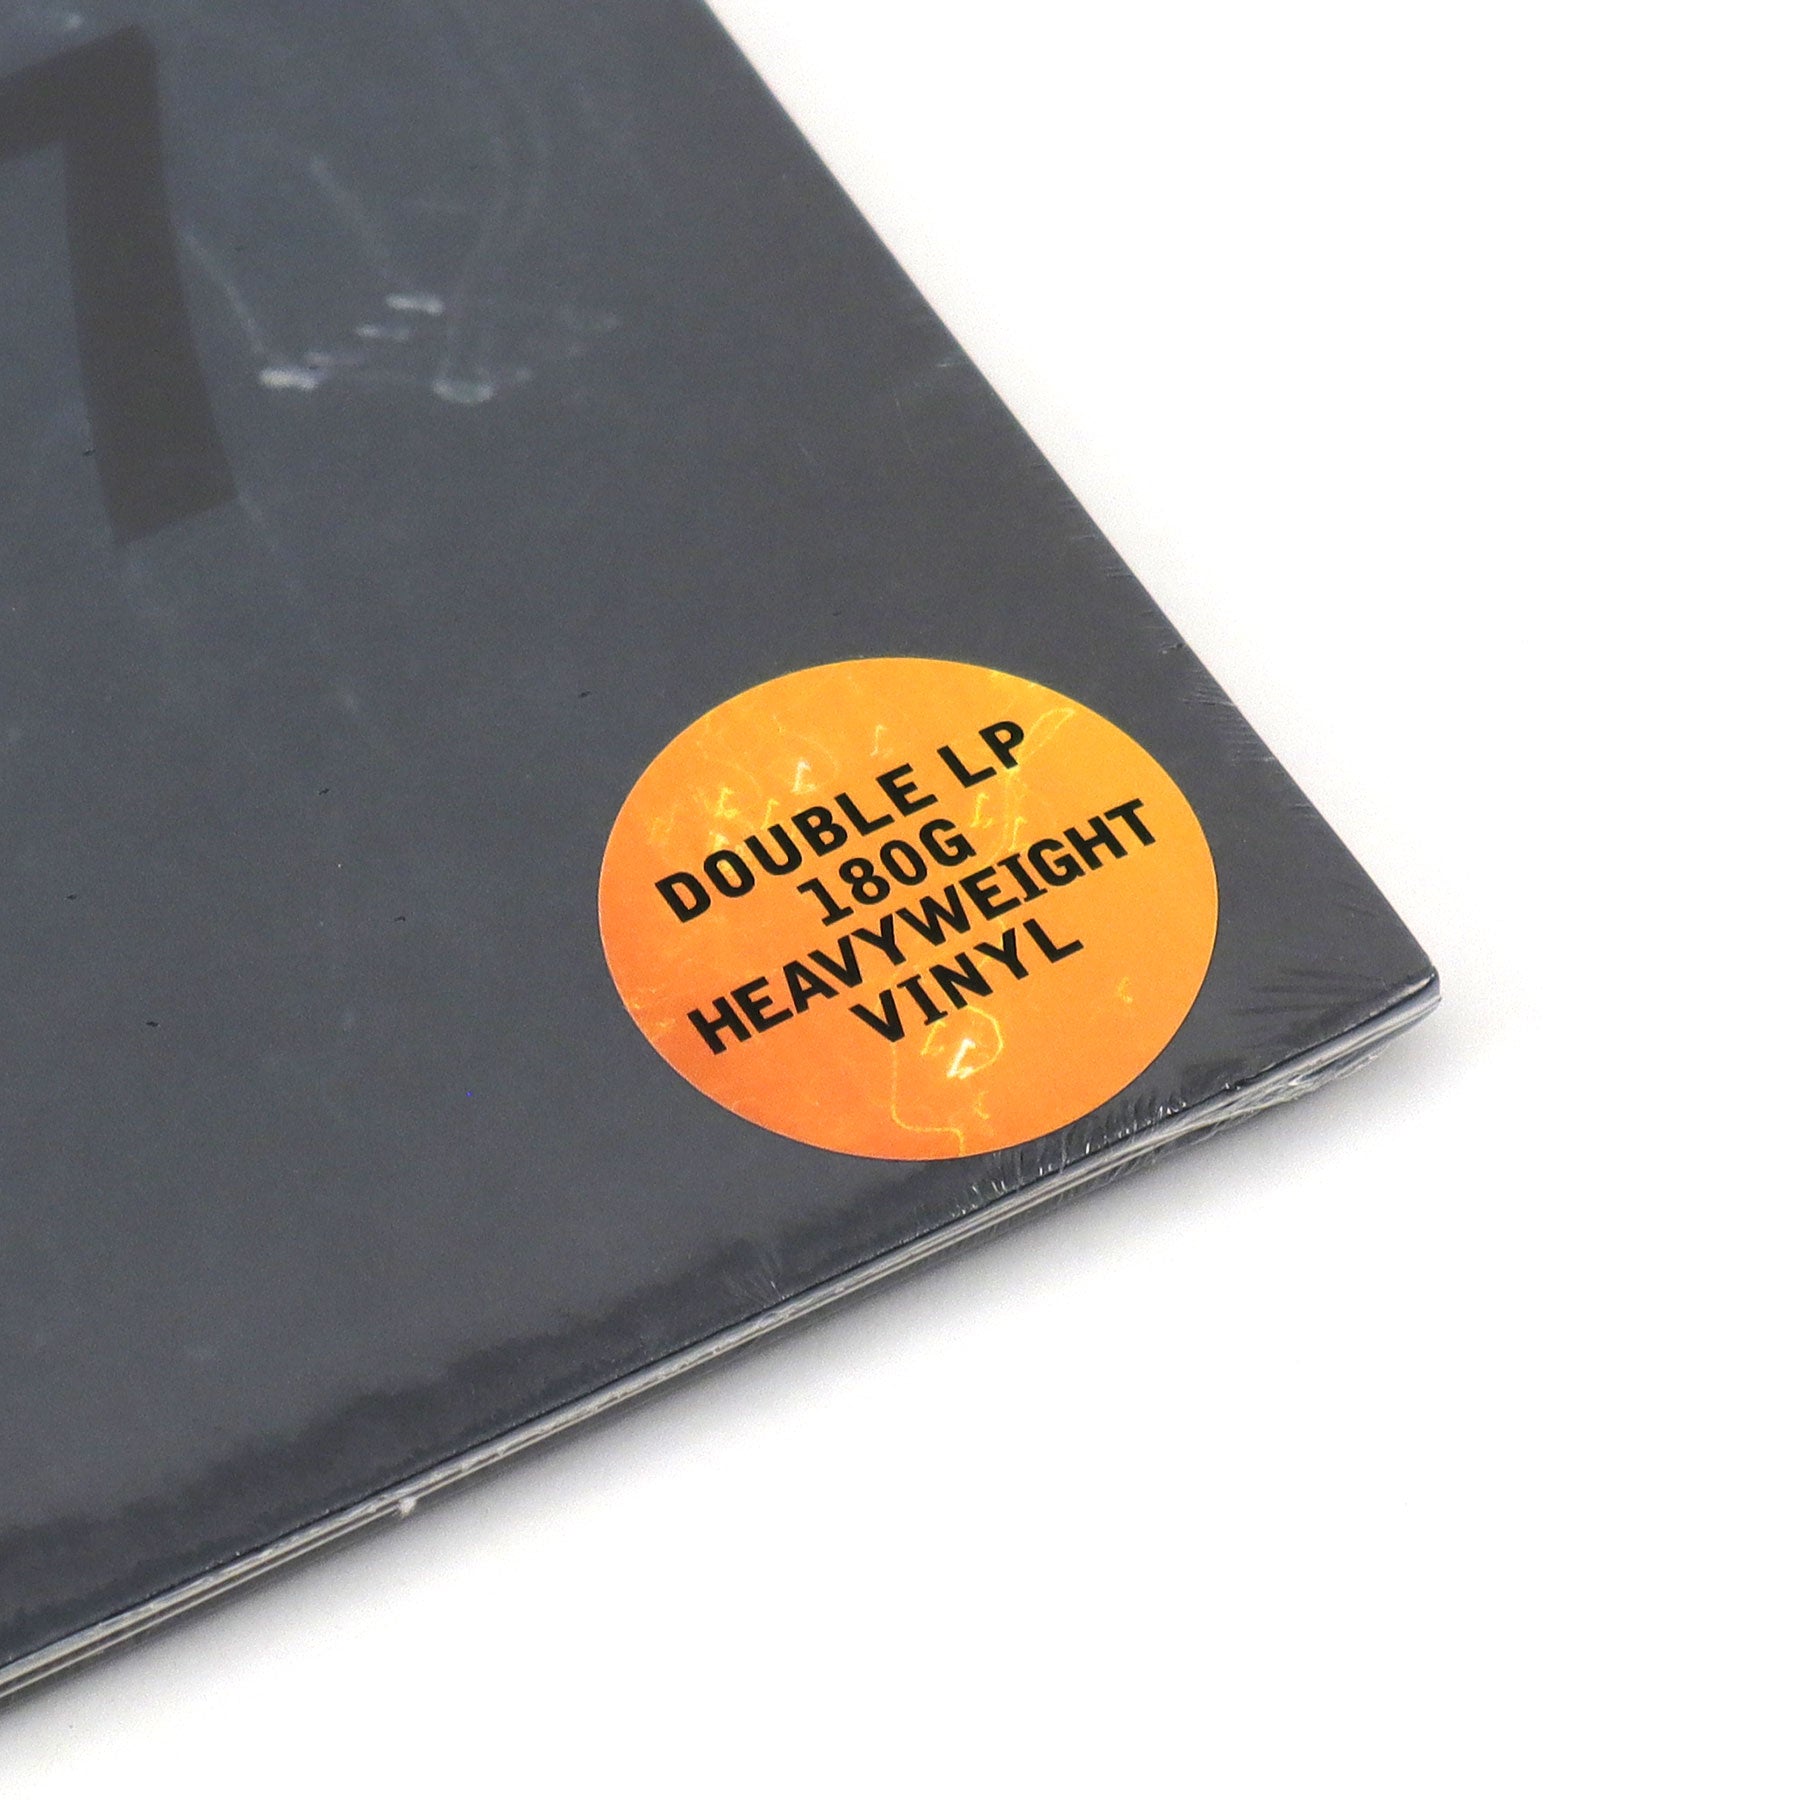 DOUBLE LP
180G
HEAVYWEIGHT
VINYL